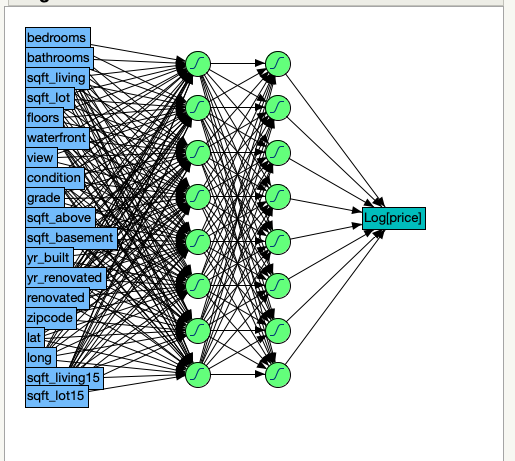 bedrooms
bathrooms
sqft_living
sqft_lot
floors
waterfront
view
condition
grade
sqft_above
sqft_basement
yr_built
yr_renovated
renovated
zipcode
lat
long
sqft_living15
sqft_lot15
Log[price]